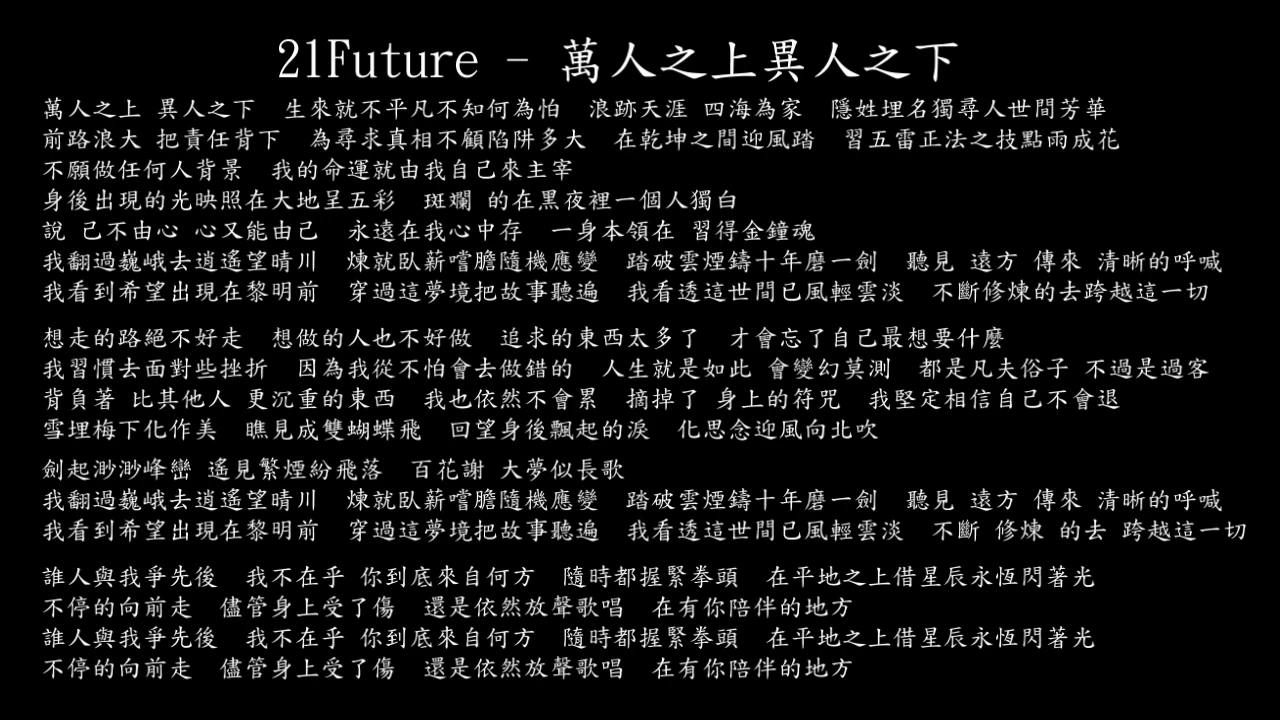 21Future - 萬人之上異人之下
萬人之上 異人之下 生來就不平凡不知何為怕 浪跡天涯 四海為家 隱姓埋名獨尋人世間芳華
前路浪大 把責任背下 為尋求真相不顧陷阱多大 在乾坤之間迎風踏 習五雷正法之技點雨成花
不願做任何人背景 我的命運就由我自己來主宰
身後出現的光映照在大地呈五彩 斑斕 的在黑夜裡一個人獨白
說 己不由心 心又能由己 永遠在我心中存 一身本領在 習得金鐘魂
我翻過巍峨去逍遙望晴川 煉就臥薪嚐膽隨機應變 踏破雲煙鑄十年磨一劍 聽見 遠方 傳來 清晰的呼喊
我看到希望出現在黎明前 穿過這夢境把故事聽遍 我看透這世間已風輕雲淡 不斷修煉的去跨越這一切
想走的路絕不好走 想做的人也不好做 追求的東西太多了 才會忘了自己最想要什麼
我習慣去面對些挫折 因為我從不怕會去做錯的 人生就是如此 會變幻莫測 都是凡夫俗子 不過是過客
背負著 比其他人 更沉重的東西 我也依然不會累 摘掉了 身上的符咒 我堅定相信自己不會退
雪埋梅下化作美 瞧見成雙蝴蝶飛 回望身後飄起的淚 化思念迎風向北吹
劍起渺渺峰巒 遙見繁煙紛飛落 百花謝 大夢似長歌
我翻過巍峨去逍遙望晴川 煉就臥薪嚐膽隨機應變 踏破雲煙鑄十年磨一劍 聽見 遠方 傳來 清晰的呼喊
我看到希望出現在黎明前 穿過這夢境把故事聽遍 我看透這世間已風輕雲淡 不斷 修煉 的去 跨越這一切
誰人與我爭先後 我不在乎 你到底來自何方 隨時都握緊拳頭 在平地之上借星辰永恆閃著光
不停的向前走 儘管身上受了傷 還是依然放聲歌唱 在有你陪伴的地方
誰人與我爭先後 我不在乎 你到底來自何方 隨時都握緊拳頭 在平地之上借星辰永恆閃著光
不停的向前走 儘管身上受了傷 還是依然放聲歌唱 在有你陪伴的地方